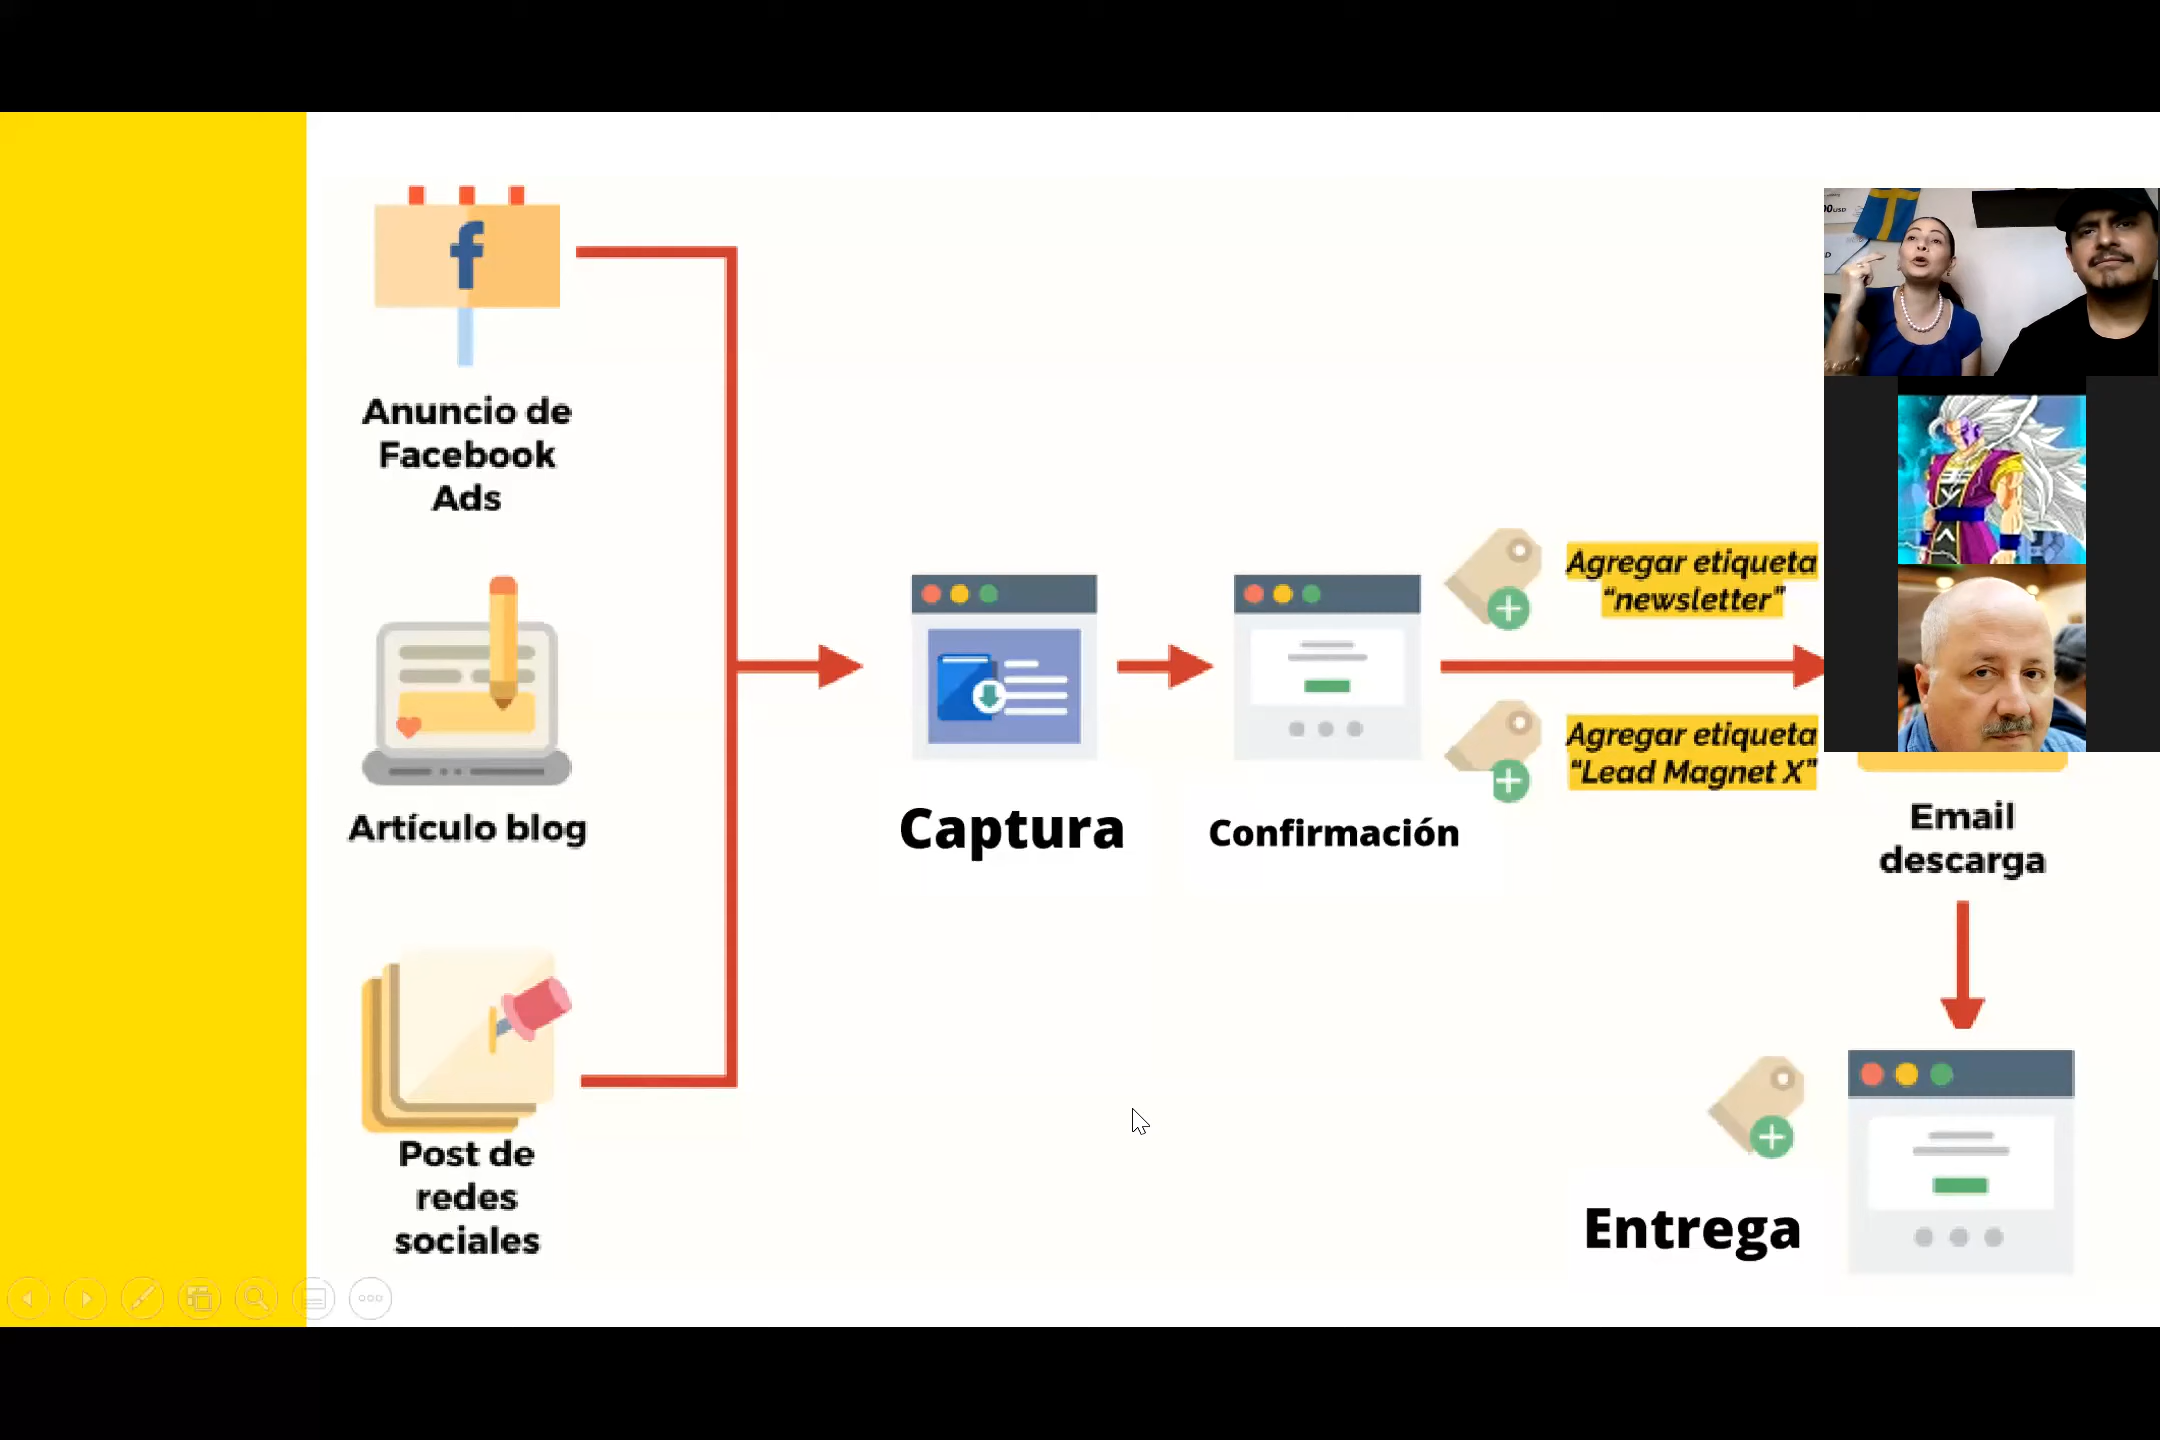 Anuncio de
Facebook
Ads
Artículo blog
Post de
redes
sociales
Captura
Confirmación
Agregar etiqueta
“newsletter”
Agregar etiqueta
“Lead Magnet X”
Email
descarga
Entrega
00USD
D